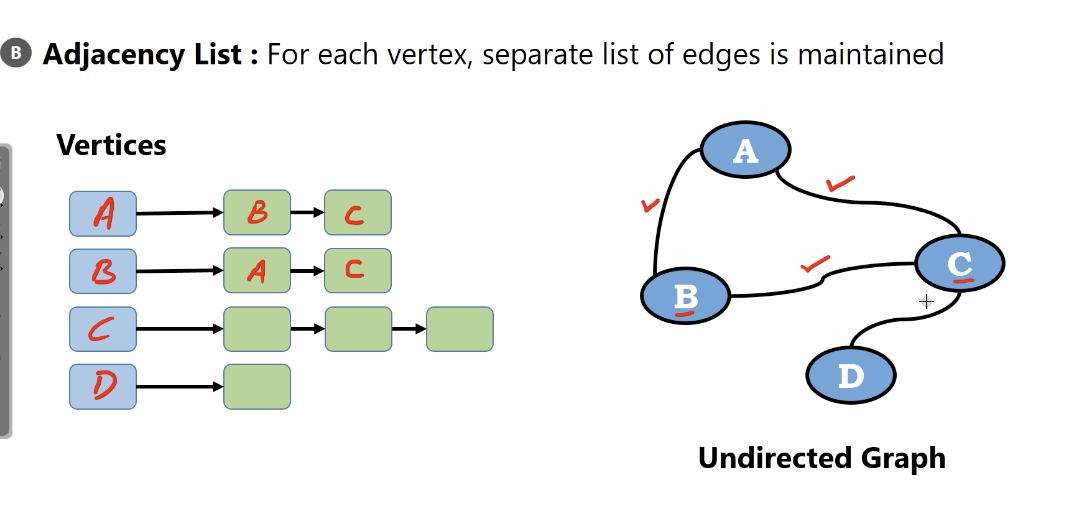 B Adjacency List : For each vertex, separate list of edges is maintained
Vertices
A B C
B A C
C
D
A
B
C
D
Undirected Graph